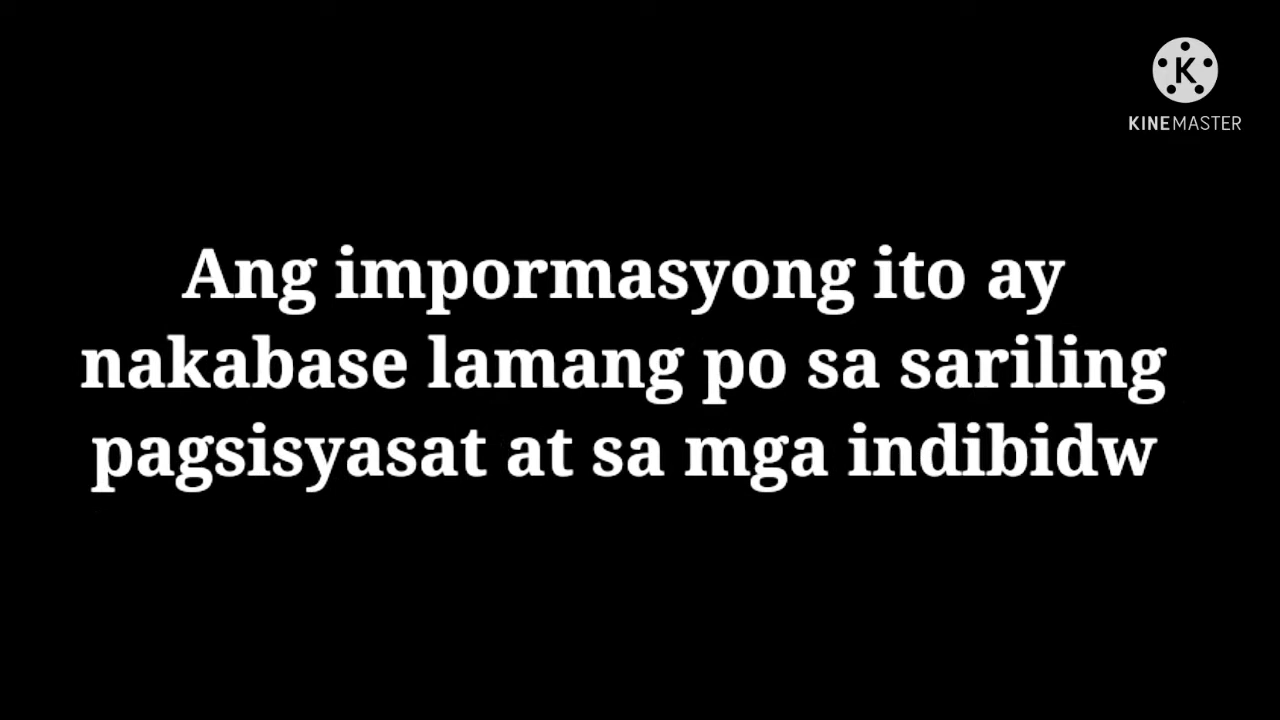 K
KINEMASTER
Ang impormasyong ito ay
nakabase lamang po sa sariling
pagsisyasat at sa mga indibidw